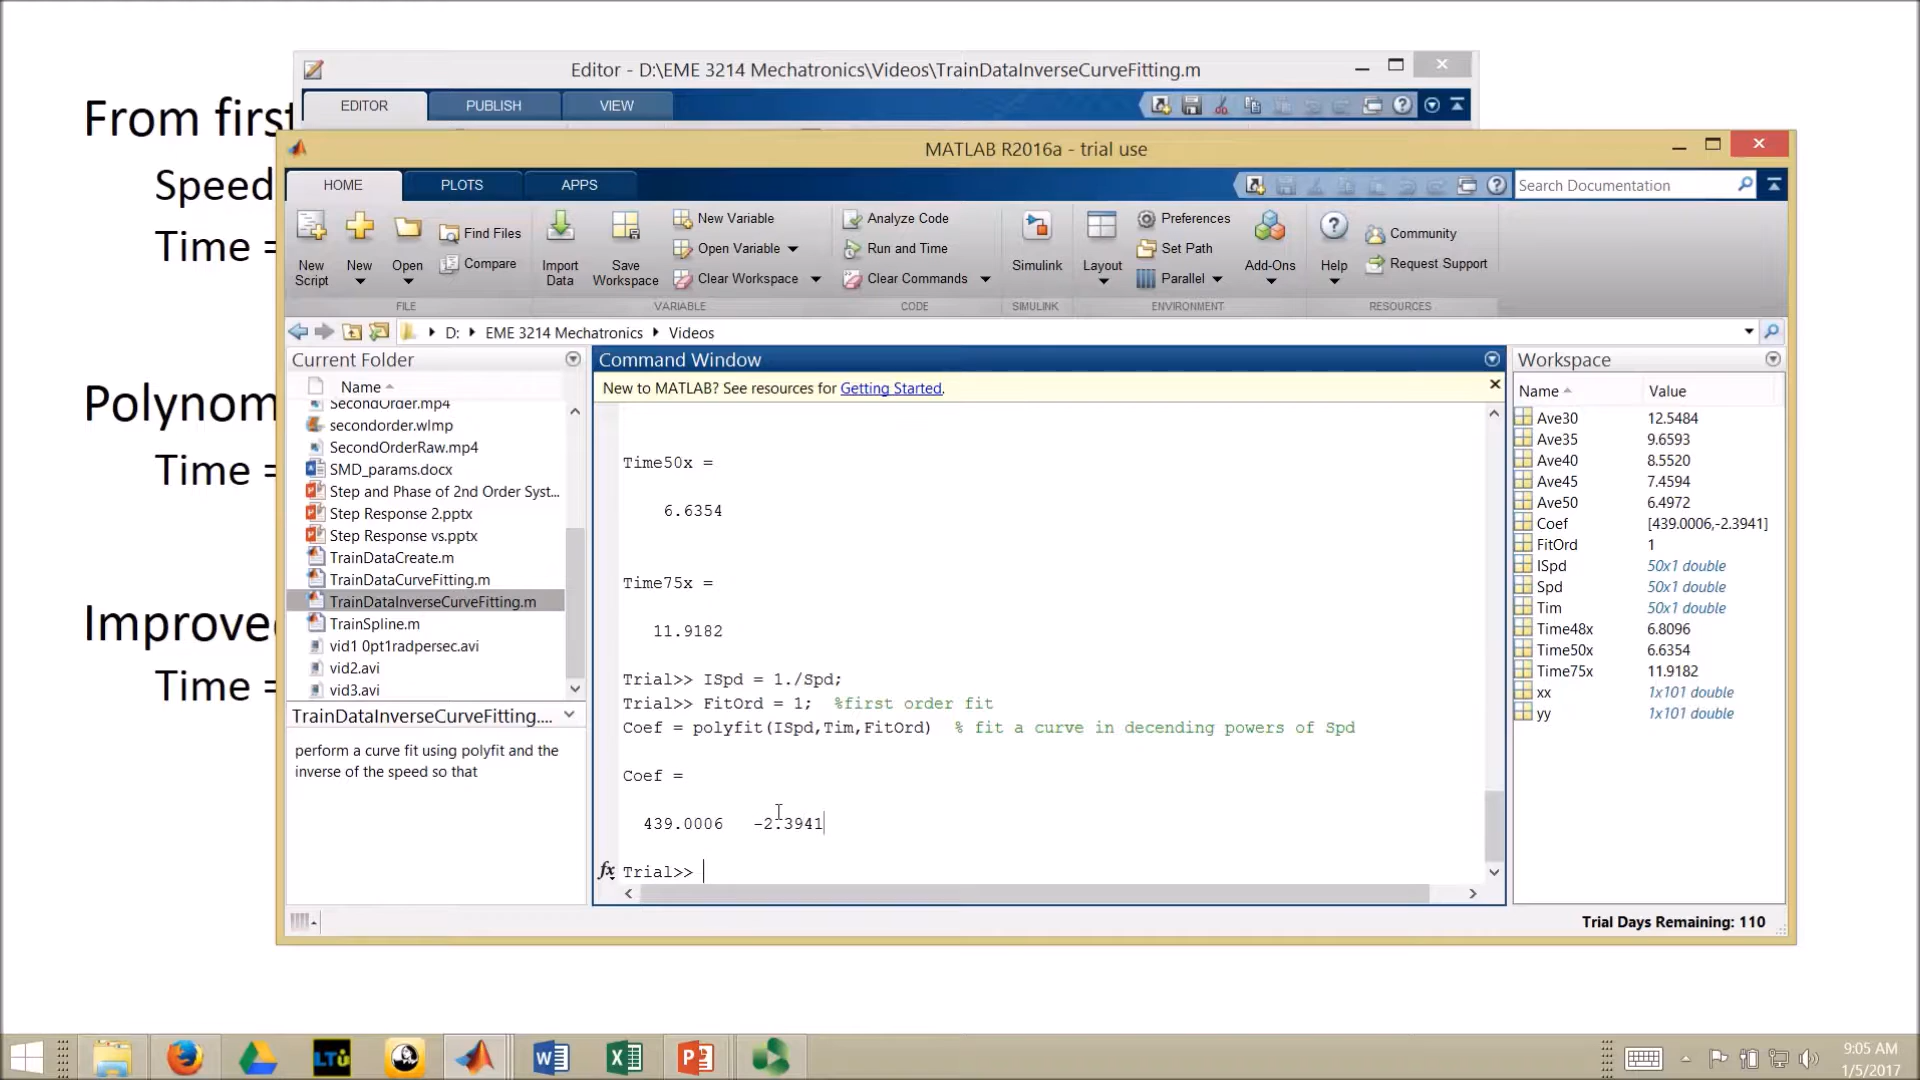 From first
Speed
Time =
Polynom
Time =
Improve
Time =
Editor - D:\EME 3214 Mechatronics\Videos\TrainDataInverseCurveFitting.m
EDITOR PUBLISH VIEW
MATLAB R2016a - trial use
HOME PLOTS APPS
Search Documentation
New Script
New
Open
Find Files
Compare
FILE
Import Data
Save Workspace
New Variable
Open Variable
Clear Workspace
VARIABLE
Analyze Code
Run and Time
Clear Commands
CODE
Simulink
SIMULINK
Layout
Preferences
Set Path
Parallel
ENVIRONMENT
Add-Ons
Help
Community
Request Support
RESOURCES
D: EME 3214 Mechatronics Videos
Current Folder
Name
SecondOrder.mp4
secondorder.wlmp
SecondOrderRaw.mp4
SMD_params.docx
Step and Phase of 2nd Order Syst...
Step Response 2.pptx
Step Response vs.pptx
TrainDataCreate.m
TrainDataCurveFitting.m
TrainDataInverseCurveFitting.m
TrainSpline.m
vid1 0pt1radpersec.avi
vid2.avi
vid3.avi
TrainDataInverseCurveFitting....
perform a curve fit using polyfit and the
inverse of the speed so that
Command Window
New to MATLAB? See resources for Getting Started.
Time50x =
6.6354
Time75x =
11.9182
Trial>> ISpd = 1./Spd;
Trial>> FitOrd = 1; %first order fit
Coef = polyfit(ISpd,Tim,FitOrd) % fit a curve in decending powers of Spd
Coef =
439.0006 -2.3941
fx Trial>>
Workspace
Name Value
Ave30 12.5484
Ave35 9.6593
Ave40 8.5520
Ave45 7.4594
Ave50 6.4972
Coef [439.0006,-2.3941]
FitOrd 1
ISpd 50x1 double
Spd 50x1 double
Tim 50x1 double
Time48x 6.8096
Time50x 6.6354
Time75x 11.9182
xx 1x101 double
yy 1x101 double
Trial Days Remaining: 110
LTU
9:05 AM
1/5/2017